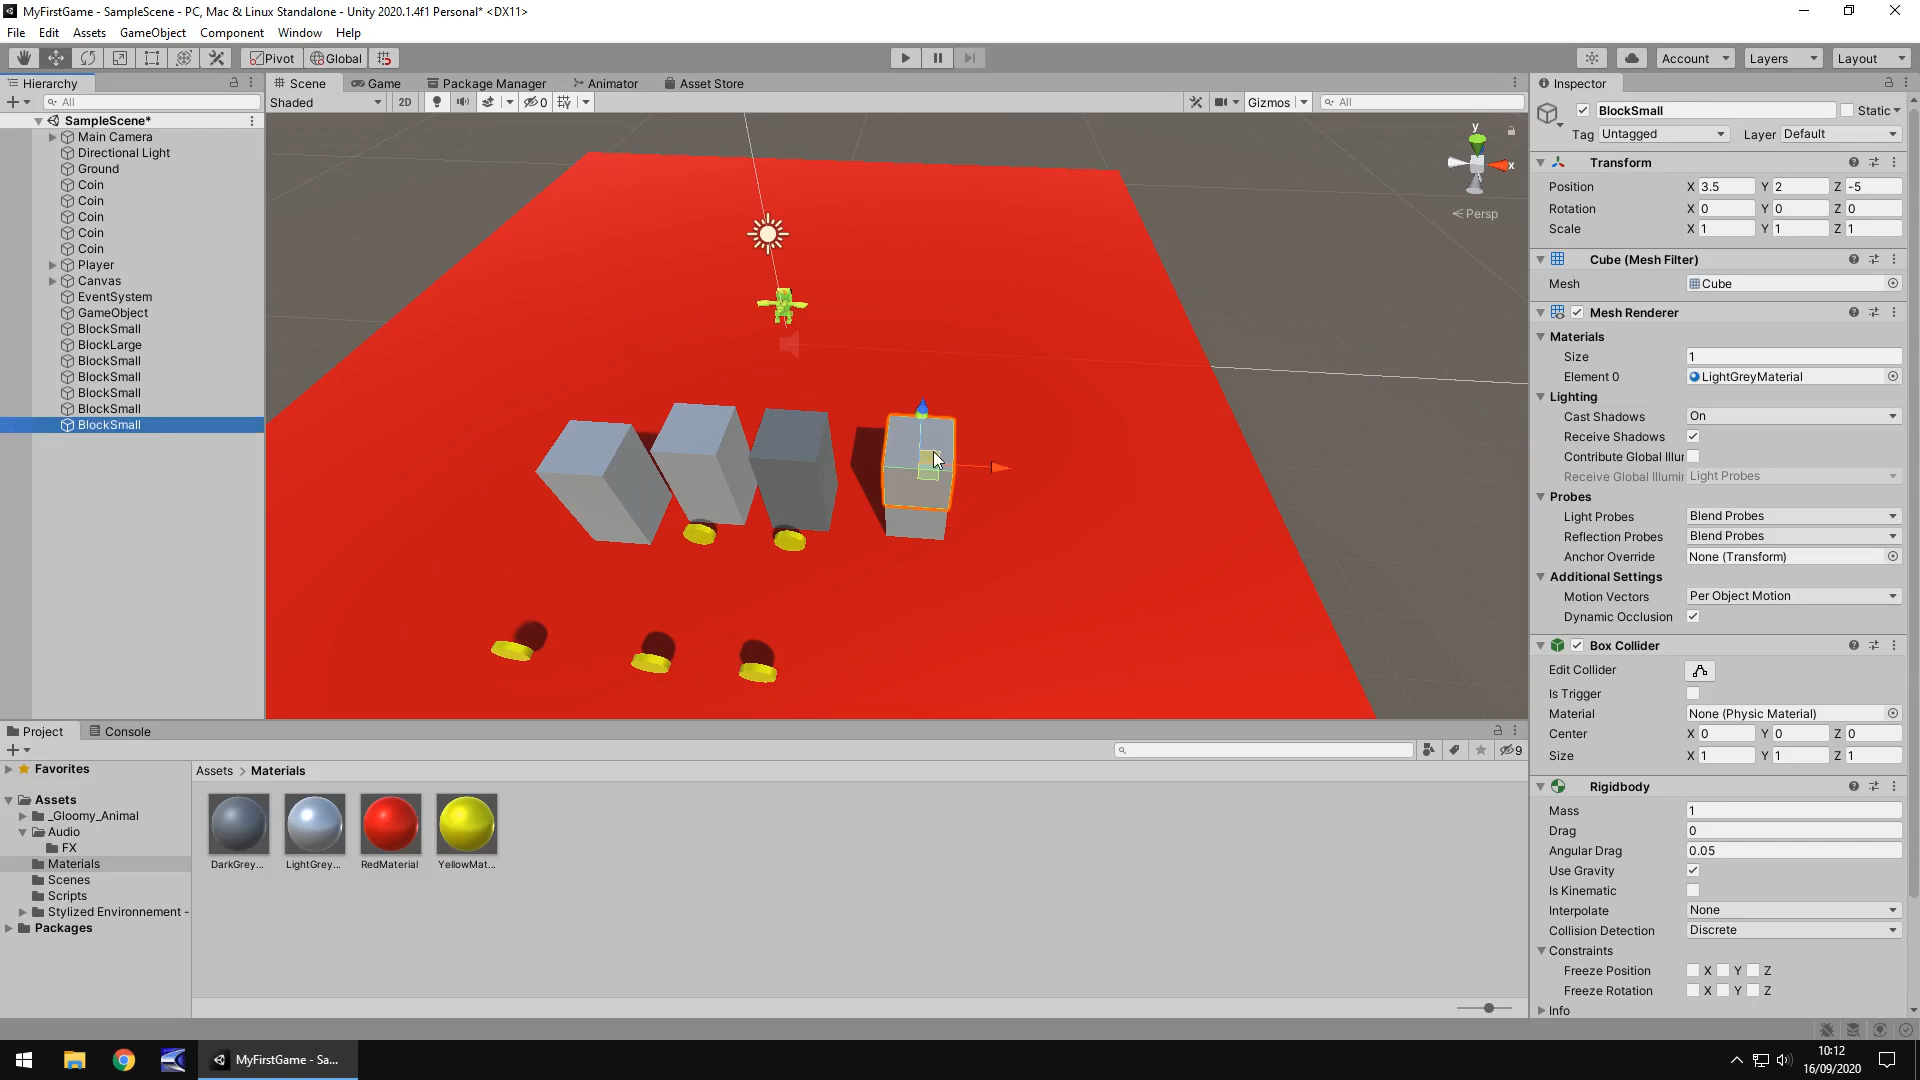 MyFirstGame - SampleScene - PC, Mac & Linux Standalone - Unity 2020.1.4f1 Personal* <DX11>
File Edit Assets GameObject Component Window Help
Pivot Global Account Layers Layout
Hierarchy
All
SampleScene*
Main Camera
Directional Light
Ground
Coin
Coin
Coin
Coin
Coin
Player
Canvas
EventSystem
GameObject
BlockSmall
BlockLarge
BlockSmall
BlockSmall
BlockSmall
BlockSmall
BlockSmall
Scene Game Package Manager Animator Asset Store
Shaded 2D 0 Gizmos All
y
x
Persp
Inspector
BlockSmall Static
Tag Untagged Layer Default
Transform
Position X 3.5 Y 2 Z -5
Rotation X 0 Y 0 Z 0
Scale X 1 Y 1 Z 1
Cube (Mesh Filter)
Mesh Cube
Mesh Renderer
Materials
Size 1
Element 0 LightGreyMaterial
Lighting
Cast Shadows On
Receive Shadows
Contribute Global Illur
Receive Global Illumir Light Probes
Probes
Light Probes Blend Probes
Reflection Probes Blend Probes
Anchor Override None (Transform)
Additional Settings
Motion Vectors Per Object Motion
Dynamic Occlusion
Box Collider
Edit Collider
Is Trigger
Material None (Physic Material)
Center X 0 Y 0 Z 0
Size X 1 Y 1 Z 1
Rigidbody
Mass 1
Drag 0
Angular Drag 0.05
Use Gravity
Is Kinematic
Interpolate None
Collision Detection Discrete
Constraints
Freeze Position X Y Z
Freeze Rotation X Y Z
Info
Project Console
9
Favorites
Assets
_Gloomy_Animal
Audio
FX
Materials
Scenes
Scripts
Stylized Environnement -
Packages
Assets > Materials
DarkGrey... LightGrey... RedMaterial YellowMat...
MyFirstGame - Sa...
10:12
16/09/2020